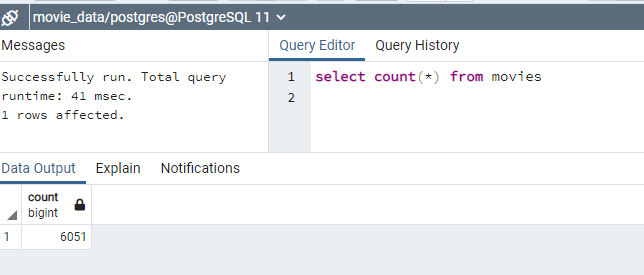 movie_data/postgres@PostgreSQL 11
Messages
Successfully run. Total query
runtime: 41 msec.
1 rows affected.
Query Editor Query History
1 select count(*) from movies
2
Data Output Explain Notifications
count
bigint
1 6051